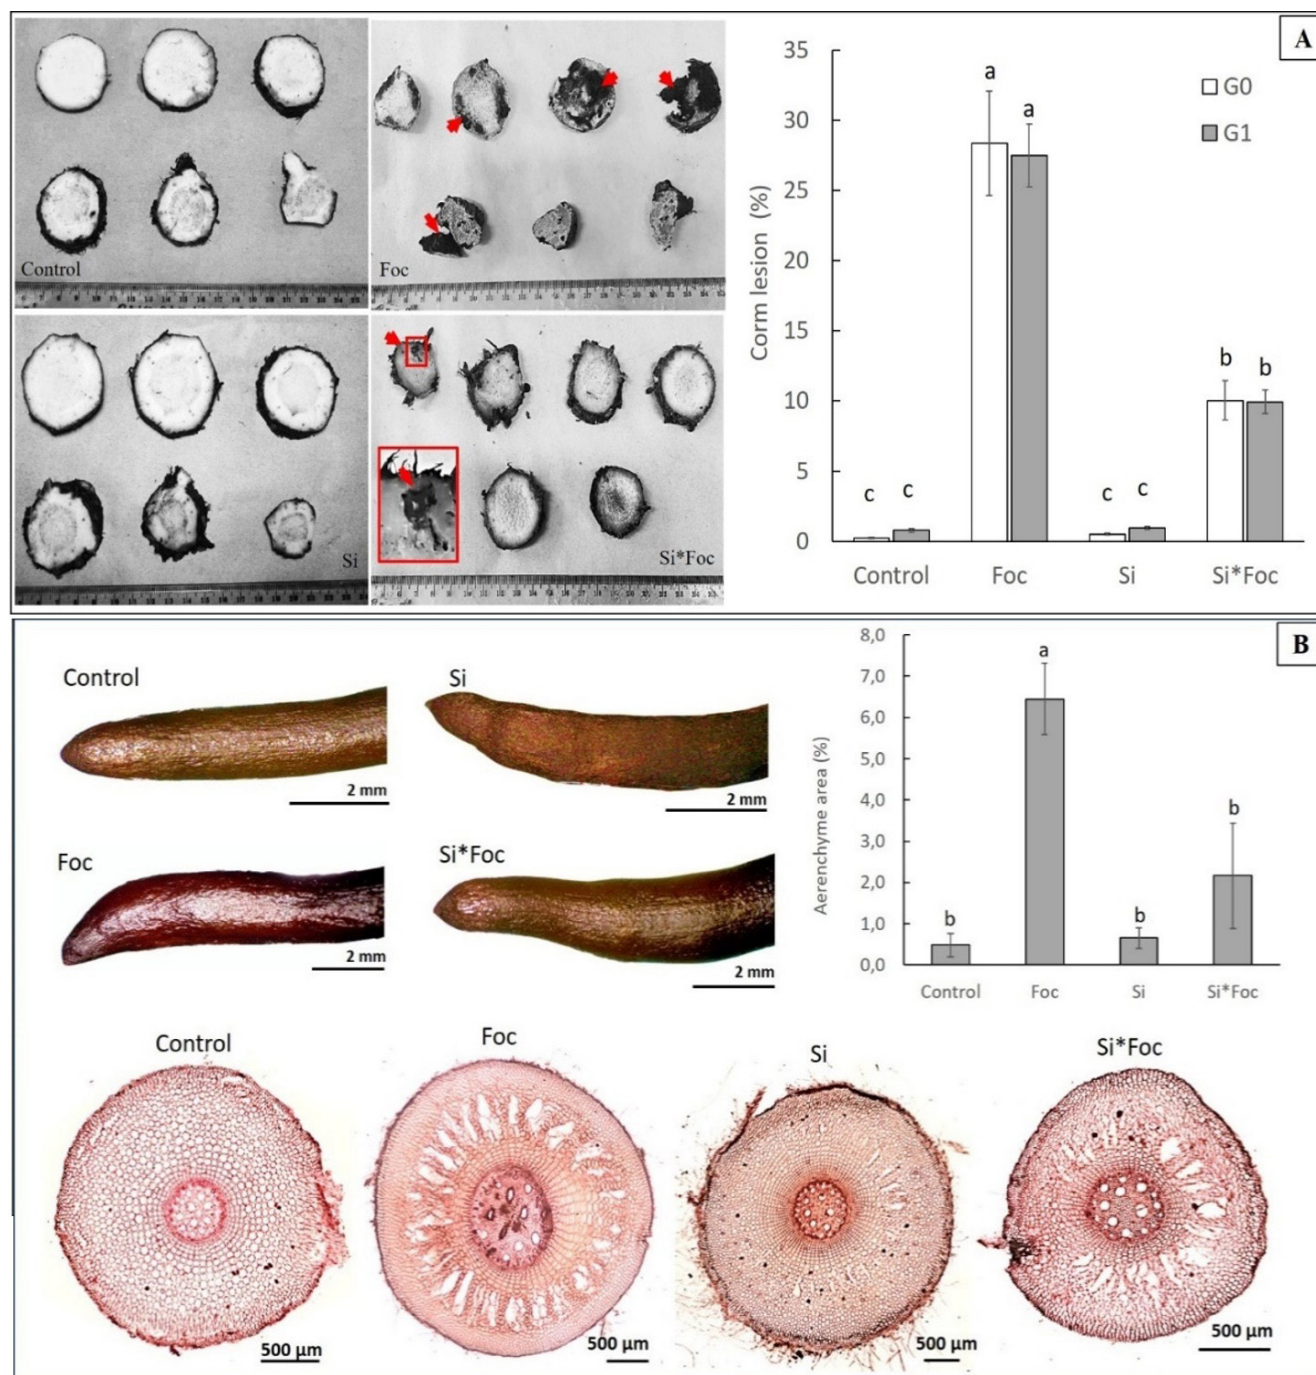 A
Control
Foc
Si
Si*Foc
35
30
25
20
15
10
5
0
Corm lesion (%)
G0
G1
a
a
b
b
c
c
c
c
Control
Foc
Si
Si*Foc
B
Control
2 mm
Si
2 mm
Foc
2 mm
Si*Foc
2 mm
8,0
7,0
6,0
5,0
4,0
3,0
2,0
1,0
0,0
Aerenchyme area (%)
a
b
b
b
Control
Foc
Si
Si*Foc
Control
500 µm
Foc
500 µm
Si
500 µm
Si*Foc
500 µm